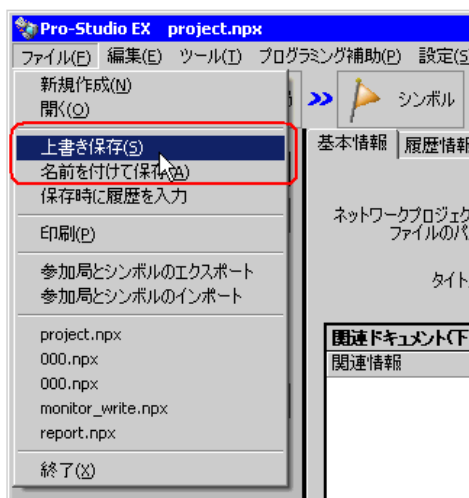 Pro-Studio EX project.npx
ファイル(F) 編集(E) ツール(T) プログラミング補助(P) 設定(S
新規作成(N)
開く(O)
上書き保存(S)
名前を付けて保存(A)
保存時に履歴を入力
印刷(P)
参加局とシンボルのエクスポート
参加局とシンボルのインポート
project.npx
000.npx
000.npx
monitor_write.npx
report.npx
終了(X)
シンボル
基本情報 履歴情報
ネットワークプロジェク
ファイルのパ
タイト
関連ドキュメント(下
関連情報